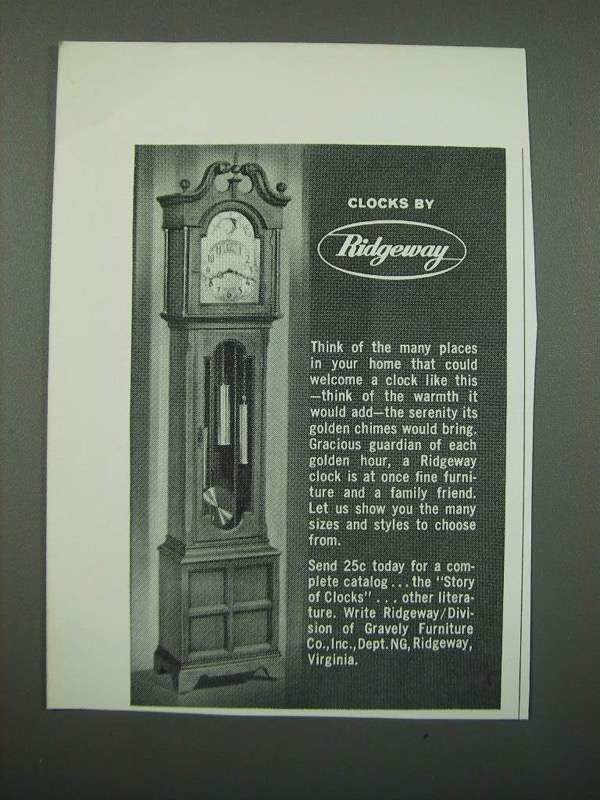 CLOCKS BY
Ridgeway
Think of the many places
in your home that could
welcome a clock like this
—think of the warmth it
would add—the serenity its
golden chimes would bring.
Gracious guardian of each
golden hour, a Ridgeway
clock is at once fine furni-
ture and a family friend.
Let us show you the many
sizes and styles to choose
from.
Send 25c today for a com-
plete catalog... the "Story
of Clocks"... other litera-
ture. Write Ridgeway/Divi-
sion of Gravely Furniture
Co., Inc., Dept. NG, Ridgeway,
Virginia.